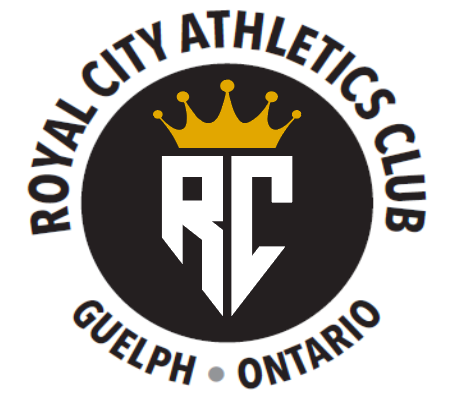 ROYAL CITY ATHLETICS CLUB
RC
GUELPH • ONTARIO